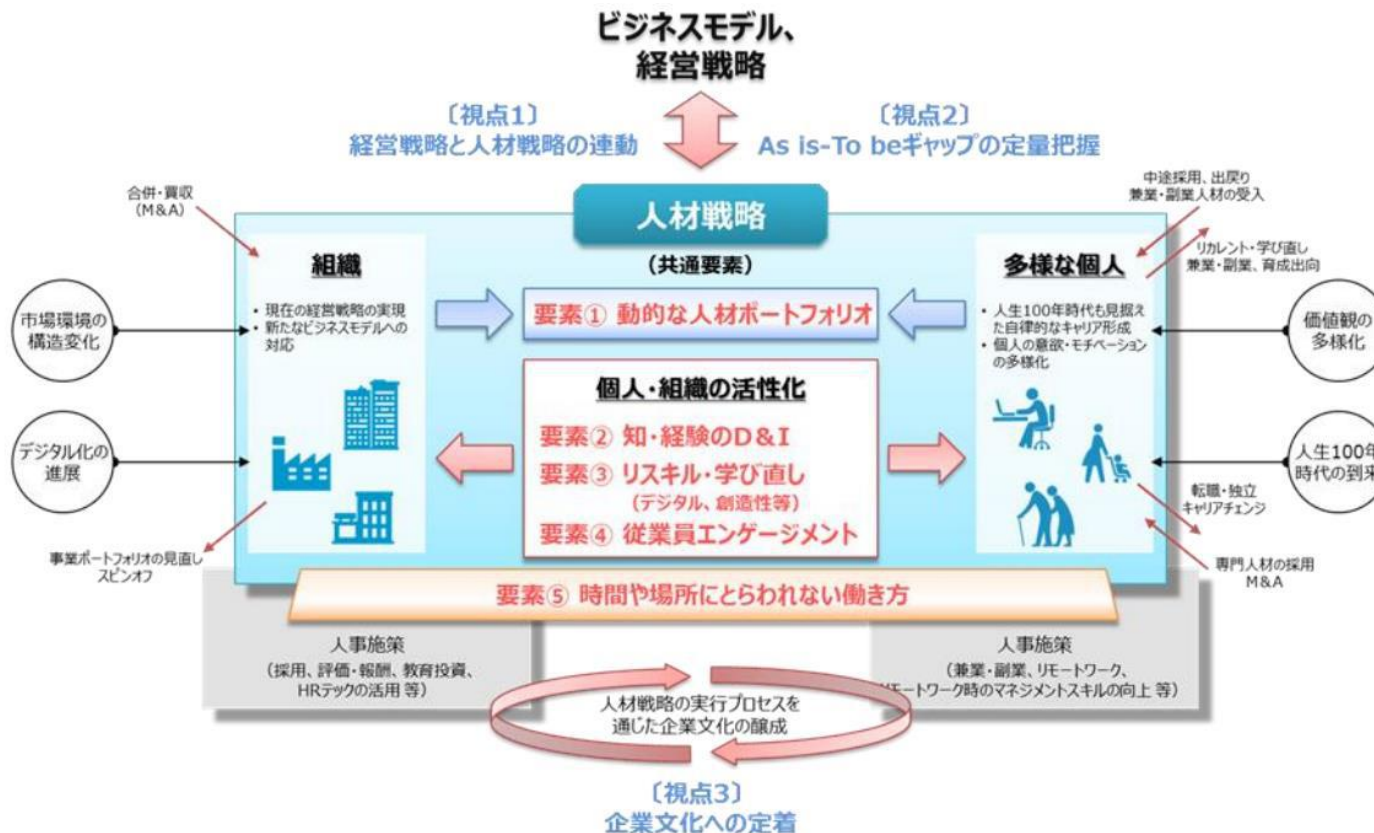 ビジネスモデル、
経営戦略
〔視点1〕
経営戦略と人材戦略の連動
〔視点2〕
As is-To beギャップの定量把握
合併・買収
(M&A)
中途採用、出戻り
兼業・副業人材の受入
リカレント・学び直し
兼業・副業、育成出向
人材戦略
(共通要素)
組織
• 現在の経営戦略の実現
• 新たなビジネスモデルへの
対応
多様な個人
• 人生100年時代も見据え
た自律的なキャリア形成
• 個人の意欲・モチベーション
の多様化
要素① 動的な人材ポートフォリオ
個人・組織の活性化
要素② 知・経験のD&I
要素③ リスキル・学び直し
(デジタル、創造性等)
要素④ 従業員エンゲージメント
市場環境の
構造変化
デジタル化の
進展
価値観の
多様化
人生100年
時代の到来
事業ポートフォリオの見直し
スピンオフ
転職・独立
キャリアチェンジ
専門人材の採用
M&A
要素⑤ 時間や場所にとらわれない働き方
人事施策
(採用、評価・報酬、教育投資、
HRテックの活用 等)
人事施策
(兼業・副業、リモートワーク、
リモートワーク時のマネジメントスキルの向上 等)
人材戦略の実行プロセスを
通じた企業文化の醸成
〔視点3〕
企業文化への定着